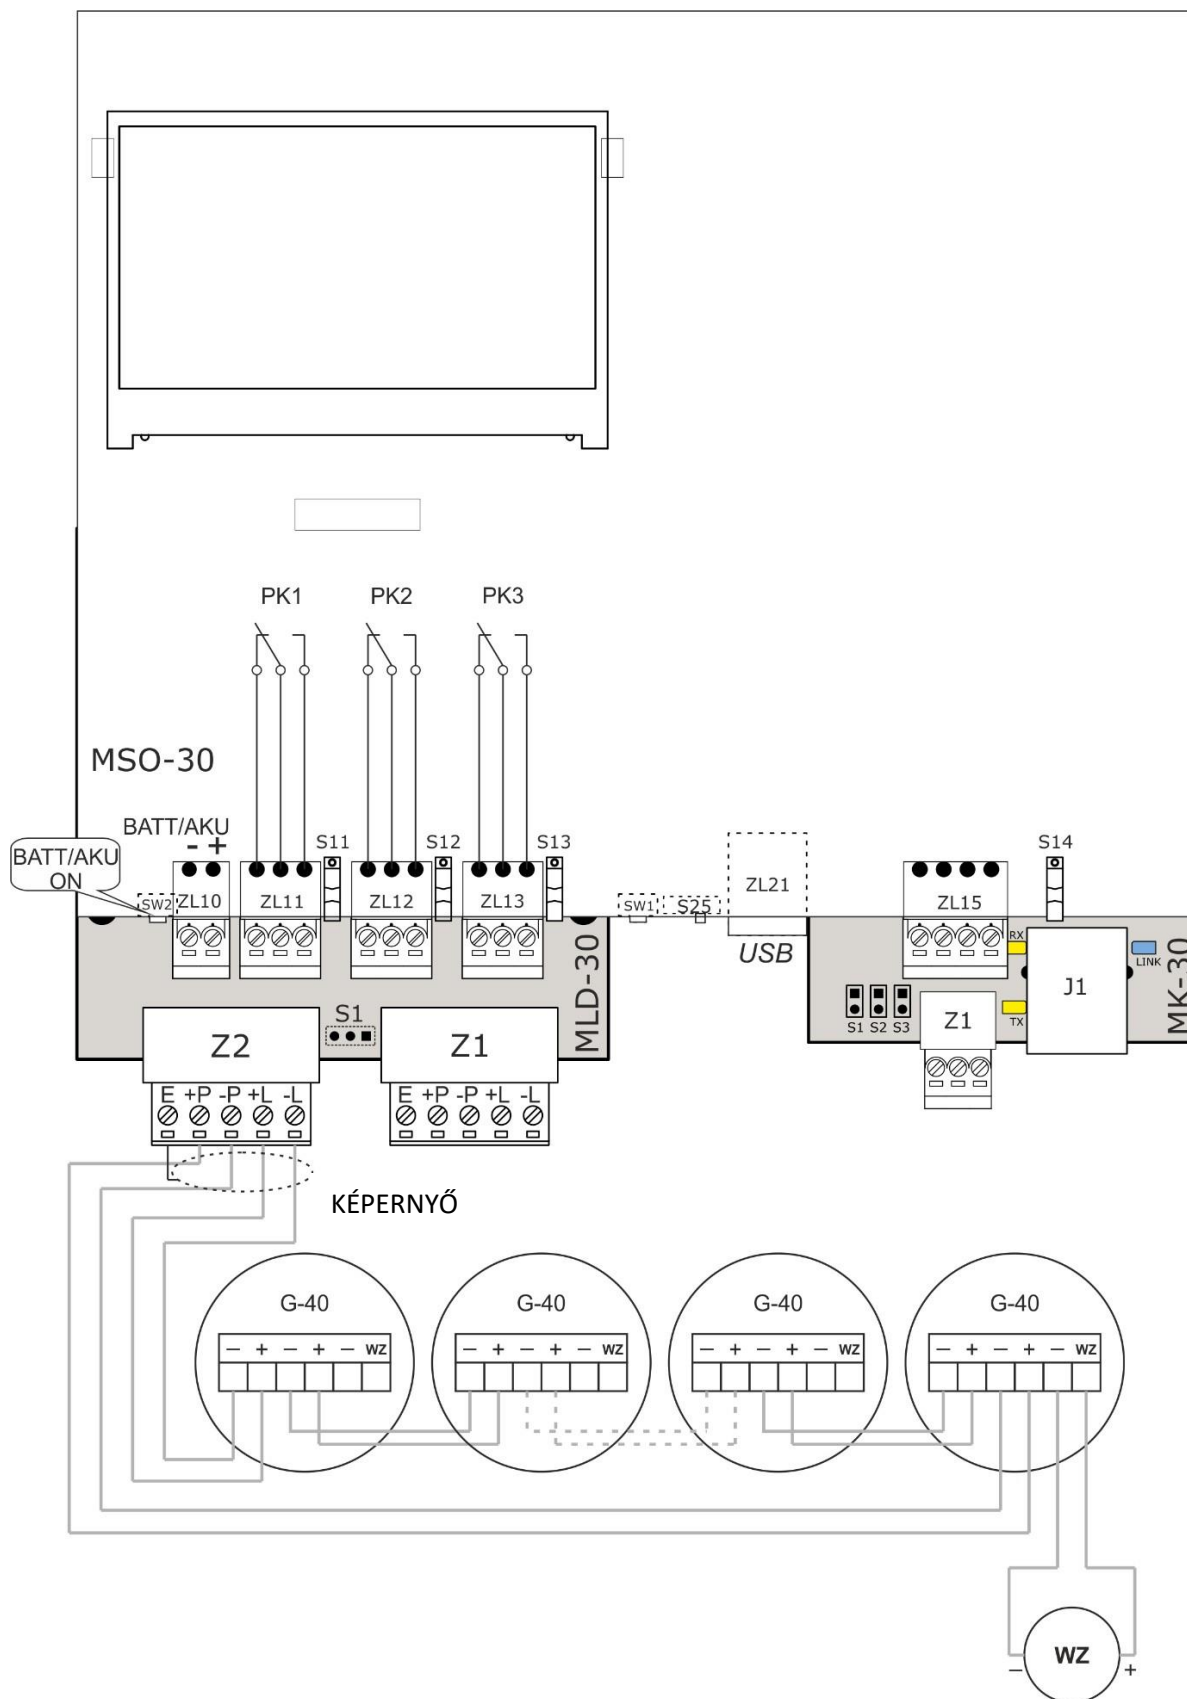 PK1 PK2 PK3
MSO-30
BATT/AKU
- +
S11 S12 S13 S14
BATT/AKU
ON
SW2 ZL10 ZL11 ZL12 ZL13 SW1 S25 ZL21 ZL15
USB
MLD-30
RX
LINK
J1
MK-30
TX
S1 S2 S3
Z1
Z2 S1 Z1
E +P -P +L -L E +P -P +L -L
KÉPERNYŐ
G-40 G-40 G-40 G-40
− + − + − WZ − + − + − WZ − + − + − WZ − + − + − WZ
WZ
− +